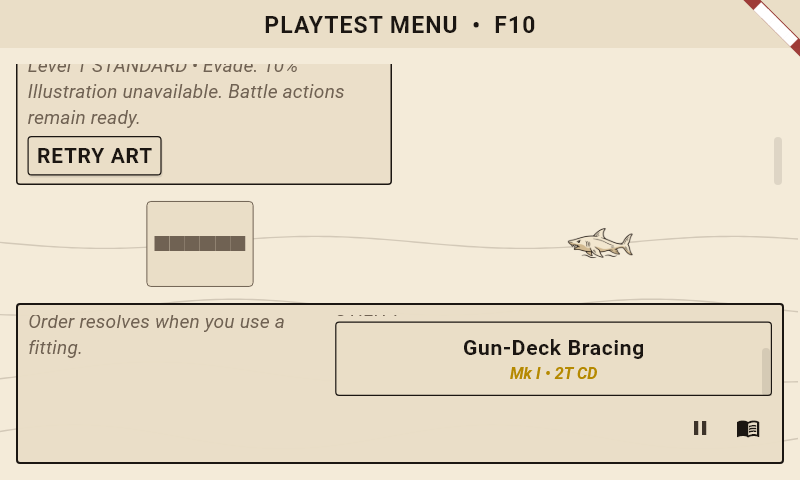 PLAYTEST MENU • F10
Level 1 STANDARD • Evade: 10%
Illustration unavailable. Battle actions
remain ready.
RETRY ART
Order resolves when you use a
fitting.
Gun-Deck Bracing
Mk I • 2T CD